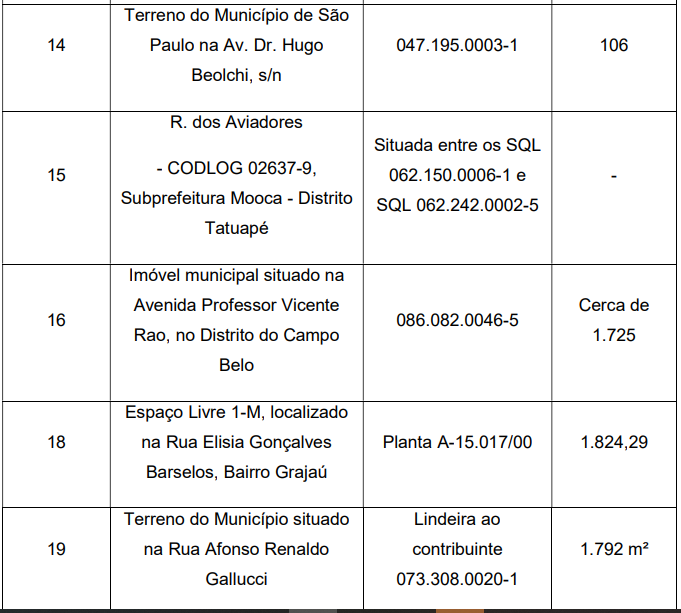 14
Terreno do Município de São
Paulo na Av. Dr. Hugo
Beolchi, s/n
047.195.0003-1
106
15
R. dos Aviadores
- CODLOG 02637-9,
Subprefeitura Mooca - Distrito
Tatuapé
Situada entre os SQL
062.150.0006-1 e
SQL 062.242.0002-5
-
16
Imóvel municipal situado na
Avenida Professor Vicente
Rao, no Distrito do Campo
Belo
086.082.0046-5
Cerca de
1.725
18
Espaço Livre 1-M, localizado
na Rua Elisia Gonçalves
Barselos, Bairro Grajaú
Planta A-15.017/00
1.824,29
19
Terreno do Município situado
na Rua Afonso Renaldo
Gallucci
Lindeira ao
contribuinte
073.308.0020-1
1.792 m²